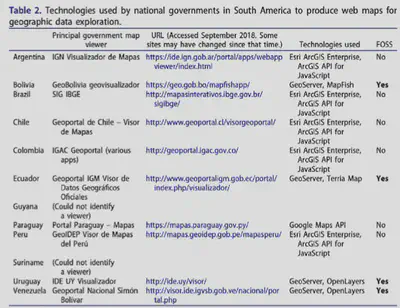 Table 2. Technologies used by national governments in South America to produce web maps for
geographic data exploration.
Principal government map viewer URL (Accessed September 2018. Some sites may have changed since that time.) Technologies used FOSS
Argentina IGN Visualizador de Mapas https://ide.ign.gob.ar/portal/apps/webapp Esri ArcGIS Enterprise, No
viewer/index.html ArcGIS API for
JavaScript
Bolivia GeoBolivia geovisualizador https://geo.gob.bo/mapfishapp/ GeoServer, MapFish Yes
Brazil SIG IBGE http://mapasinterativos.ibge.gov.br/ Esri ArcGIS Enterprise, No
sigibge/ ArcGIS API for
JavaScript
Chile Geoportal de Chile – Visor http://www.geoportal.cl/visorgeoportal/ Esri ArcGIS Enterprise, No
de Mapas ArcGIS API for
JavaScript
Colombia IGAC Geoportal (various http://geoportal.igac.gov.co/ Esri ArcGIS Enterprise, No
apps) ArcGIS API for
JavaScript
Ecuador Geoportal IGM Visor de http://www.geoportaligm.gob.ec/portal/ GeoServer, Terria Map Yes
Datos Geográficos index.php/visualizador/
Oficiales
Guyana (Could not identify
a viewer)
Paraguay Portal Paraguay – Mapas https://mapas.paraguay.gov.py/ Google Maps API No
Peru GeoIDEP Visor de Mapas http://mapas.geoidep.gob.pe/mapasperu/ Esri ArcGIS Enterprise, No
del Perú ArcGIS API for
JavaScript
Suriname (Could not identify
a viewer)
Uruguay IDE UY Visualizador http://ide.uy/visor/ GeoServer, OpenLayers Yes
Venezuela Geoportal Nacional Simón http://visor.ide.igvsb.gob.ve/nacional/por GeoServer, OpenLayers Yes
Bolívar tal.php